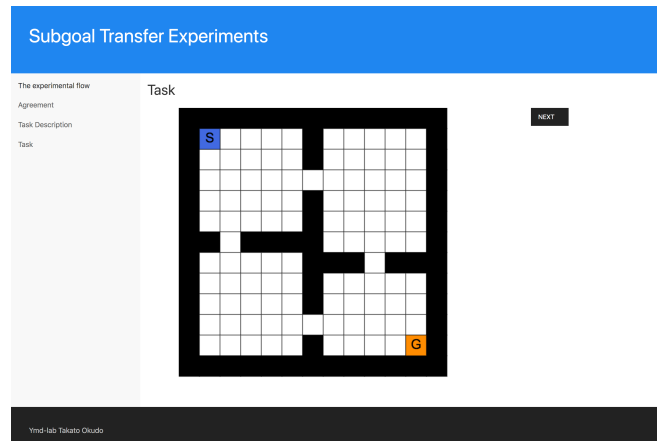 Subgoal Transfer Experiments
The experimental flow
Agreement
Task Description
Task
Task
NEXT
S
G
Ymd-lab Takato Okudo